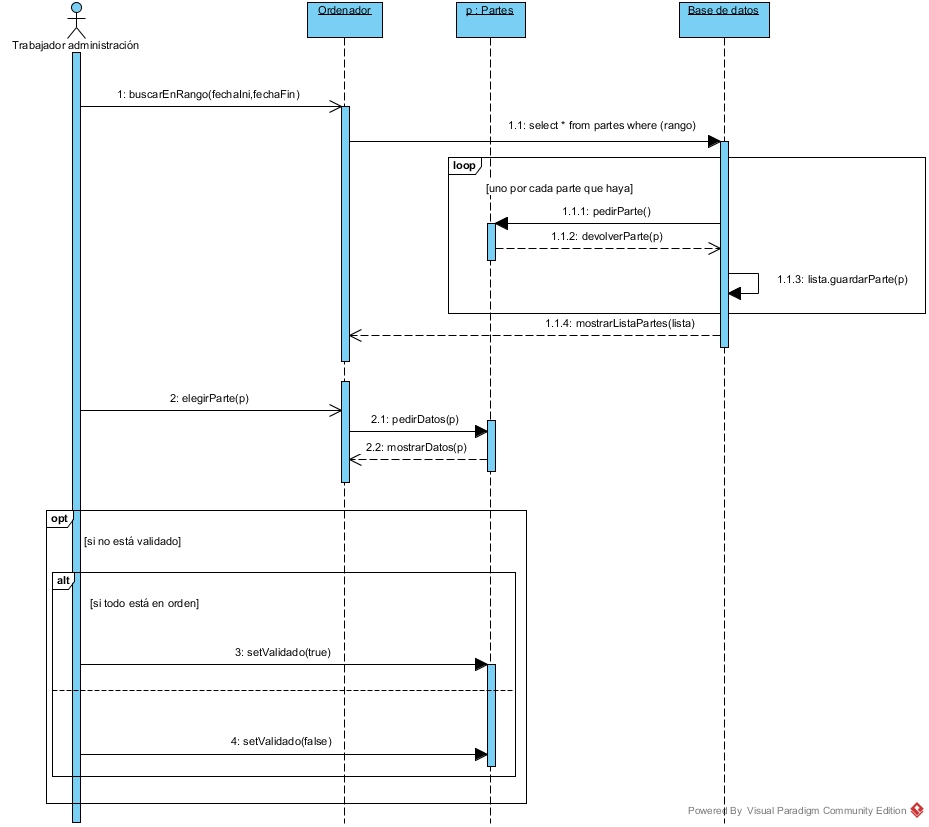 Ordenador
p : Partes
Base de datos
Trabajador administración
1: buscarEnRango(fechaIni,fechaFin)
1.1: select * from partes where (rango)
loop
[uno por cada parte que haya]
1.1.1: pedirParte()
1.1.2: devolverParte(p)
1.1.3: lista.guardarParte(p)
1.1.4: mostrarListaPartes(lista)
2: elegirParte(p)
2.1: pedirDatos(p)
2.2: mostrarDatos(p)
opt
[si no está validado]
alt
[si todo está en orden]
3: setValidado(true)
4: setValidado(false)
Powered By Visual Paradigm Community Edition